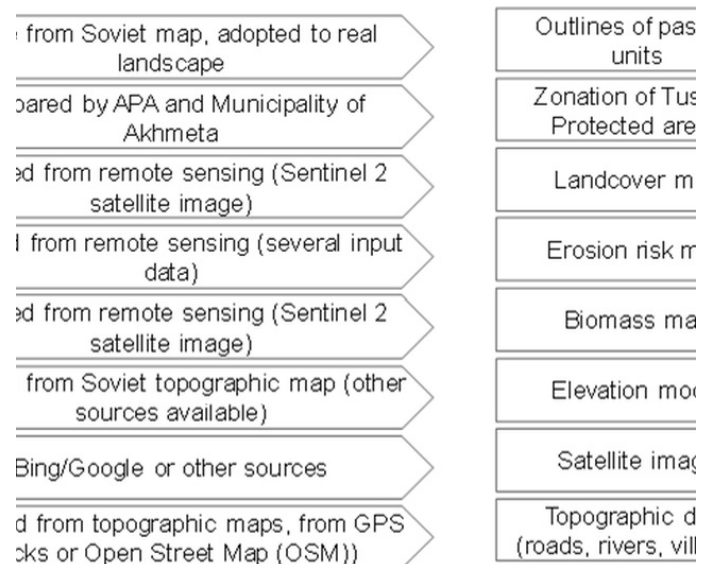 from Soviet map, adopted to real
landscape
Outlines of pas
units
pared by APA and Municipality of
Akhmeta
Zonation of Tus
Protected are
ed from remote sensing (Sentinel 2
satellite image)
Landcover m
d from remote sensing (several input
data)
Erosion risk m
ed from remote sensing (Sentinel 2
satellite image)
Biomass ma
from Soviet topographic map (other
sources available)
Elevation mod
Bing/Google or other sources
Satellite imag
d from topographic maps, from GPS
cks or Open Street Map (OSM))
Topographic d
(roads, rivers, vill